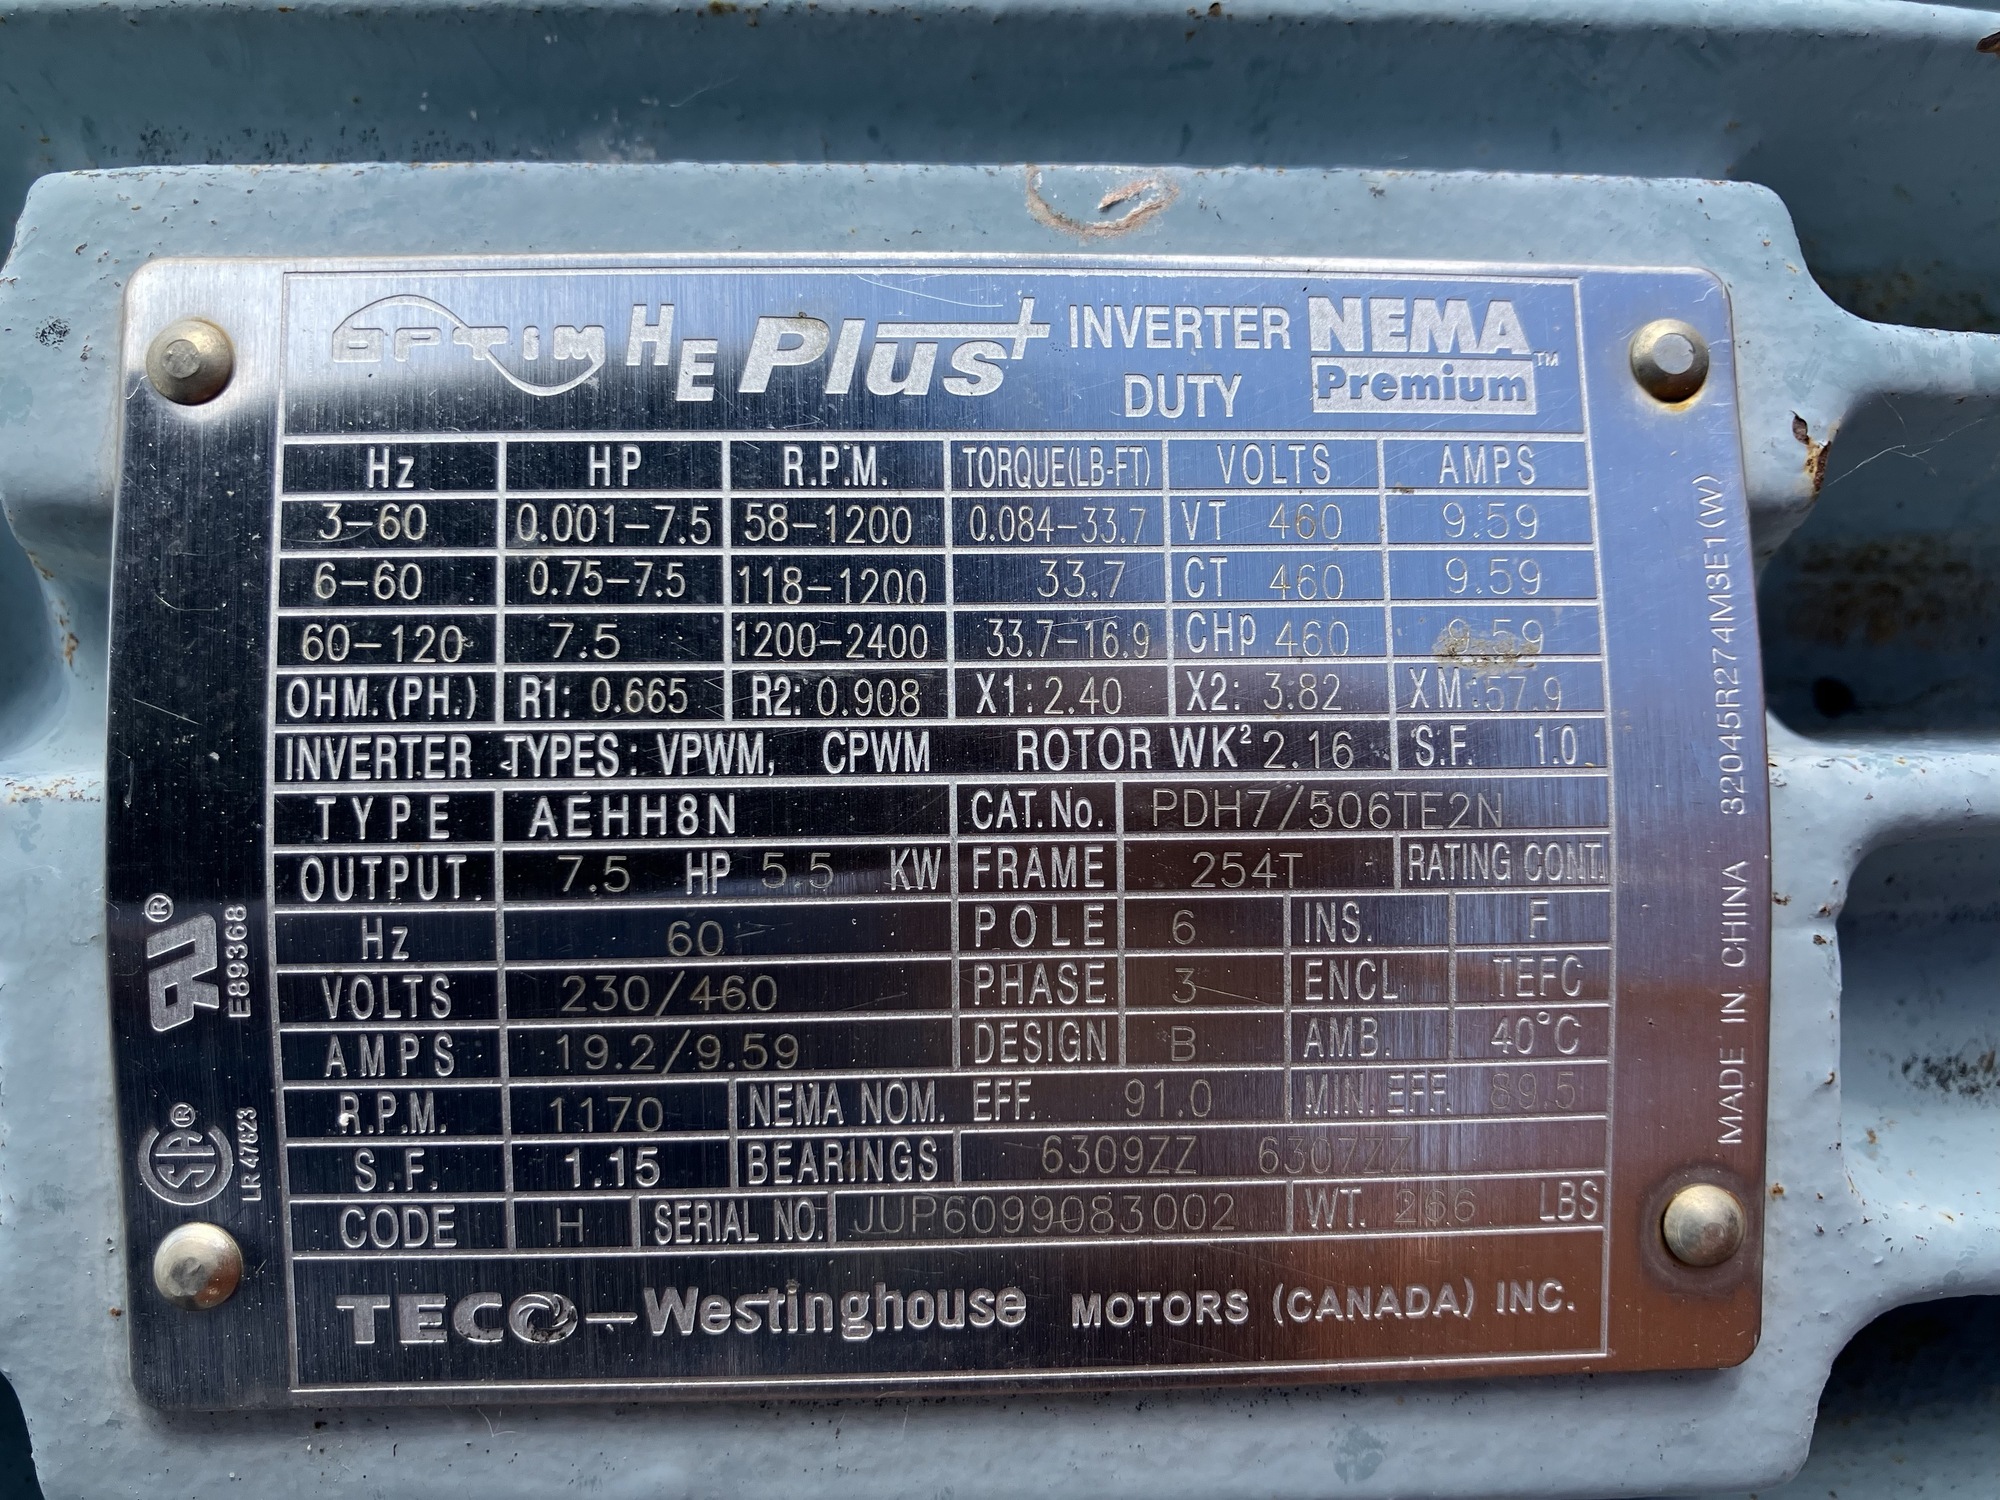 OPTIM HE Plus+ INVERTER DUTY NEMA Premium™
Hz HP R.P.M. TORQUE(LB-FT) VOLTS AMPS
3-60 0.001-7.5 58-1200 0.084-33.7 VT 460 9.59
6-60 0.75-7.5 118-1200 33.7 CT 460 9.59
60-120 7.5 1200-2400 33.7-16.9 CHp 460 9.59
OHM.(PH.) R1: 0.665 R2: 0.908 X1: 2.40 X2: 3.82 XM: 57.9
INVERTER TYPES: VPWM, CPWM ROTOR WK² 2.16 S.F. 1.0
TYPE AEHH8N CAT.No. PDH7/506TE2N
OUTPUT 7.5 HP 5.5 KW FRAME 254T RATING CONT.
Hz 60 POLE 6 INS. F
VOLTS 230/460 PHASE 3 ENCL TEFC
AMPS 19.2/9.59 DESIGN B AMB. 40°C
R.P.M. 1170 NEMA NOM. EFF. 91.0 MIN. EFF. 89.5
S.F. 1.15 BEARINGS 6309ZZ 6307ZZ
CODE H SERIAL NO. JUP6099083002 WT. 266 LBS
TECO-Westinghouse MOTORS (CANADA) INC.
E89368
LR 47823
MADE IN CHINA 32045R274M3E1(W)